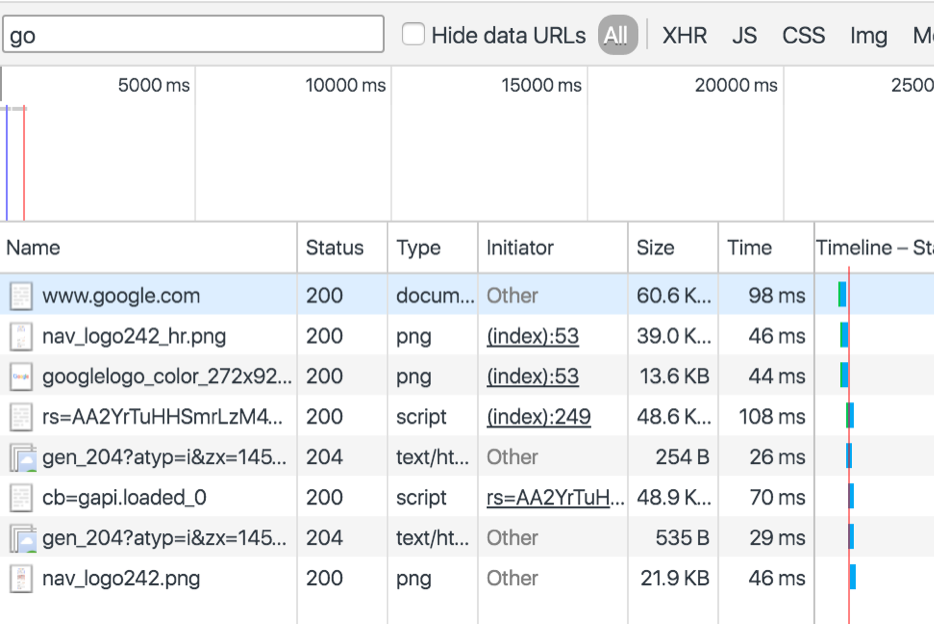 go Hide data URLs All XHR JS CSS Img
5000 ms 10000 ms 15000 ms 20000 ms 2500
Name Status Type Initiator Size Time Timeline – Sta
www.google.com 200 docum... Other 60.6 K... 98 ms
nav_logo242_hr.png 200 png (index):53 39.0 K... 46 ms
googlelogo_color_272x92... 200 png (index):53 13.6 KB 44 ms
rs=AA2YrTuHHSmrLzM4... 200 script (index):249 48.6 K... 108 ms
gen_204?atyp=i&zx=145... 204 text/ht... Other 254 B 26 ms
cb=gapi.loaded_0 200 script rs=AA2YrTuH... 48.9 K... 70 ms
gen_204?atyp=i&zx=145... 204 text/ht... Other 535 B 29 ms
nav_logo242.png 200 png Other 21.9 KB 46 ms